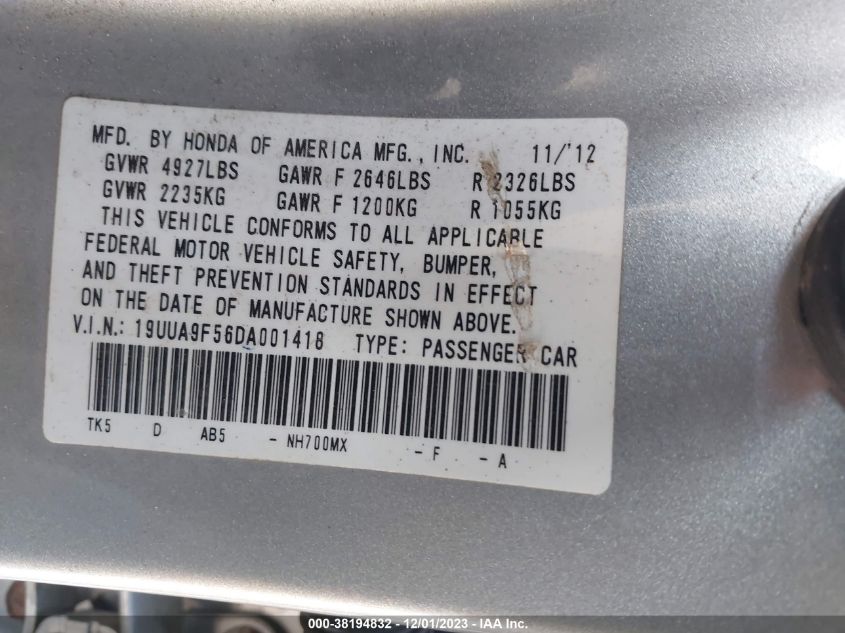 MFD. BY HONDA OF AMERICA MFG., INC. 11/'12
GVWR 4927LBS GAWR F 2646LBS R 2326LBS
GVWR 2235KG GAWR F 1200KG R 1055KG
THIS VEHICLE CONFORMS TO ALL APPLICABLE
FEDERAL MOTOR VEHICLE SAFETY, BUMPER,
AND THEFT PREVENTION STANDARDS IN EFFECT
ON THE DATE OF MANUFACTURE SHOWN ABOVE.
V.I.N.: 19UUA9F56DA001418 TYPE: PASSENGER CAR
TK5 D AB5 - NH700MX - F - A
000-38194832 - 12/01/2023 - IAA Inc.